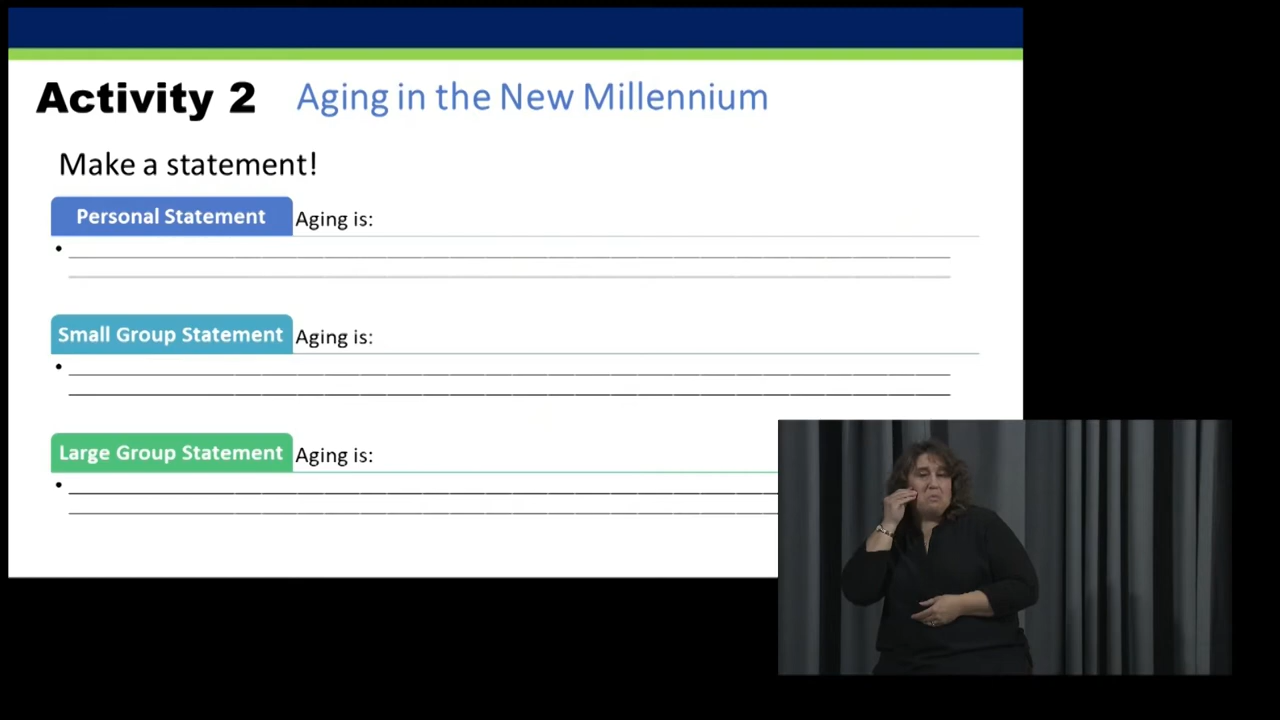 Activity 2 Aging in the New Millennium
Make a statement!
Personal Statement Aging is:
Small Group Statement Aging is:
Large Group Statement Aging is: